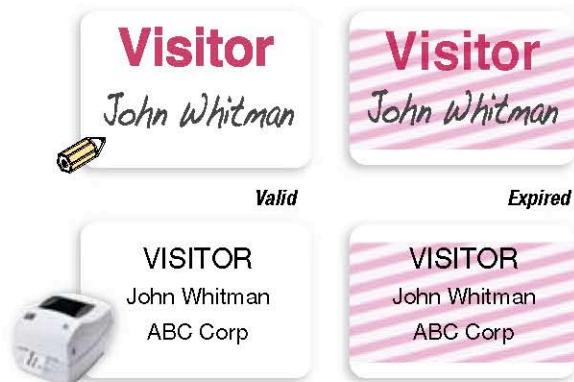 Visitor
John Whitman
Visitor
John Whitman
Valid
Expired
VISITOR
John Whitman
ABC Corp
VISITOR
John Whitman
ABC Corp